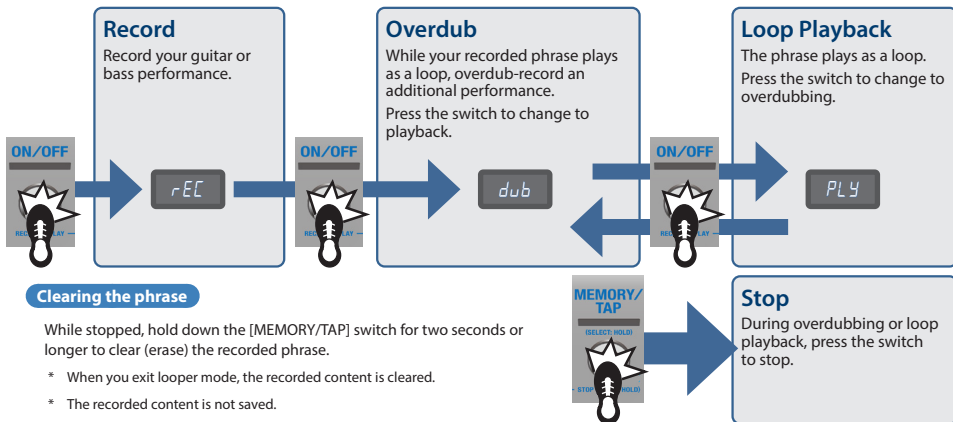 Record
Record your guitar or
bass performance.
ON/OFF
rEC
Overdub
While your recorded phrase plays
as a loop, overdub-record an
additional performance.
Press the switch to change to
playback.
ON/OFF
dub
Loop Playback
The phrase plays as a loop.
Press the switch to change to
overdubbing.
ON/OFF
PLY
Clearing the phrase
While stopped, hold down the [MEMORY/TAP] switch for two seconds or
longer to clear (erase) the recorded phrase.
* When you exit looper mode, the recorded content is cleared.
* The recorded content is not saved.
MEMORY/
TAP
(SELECT: HOLD)
STOP HOLD)
Stop
During overdubbing or loop
playback, press the switch
to stop.